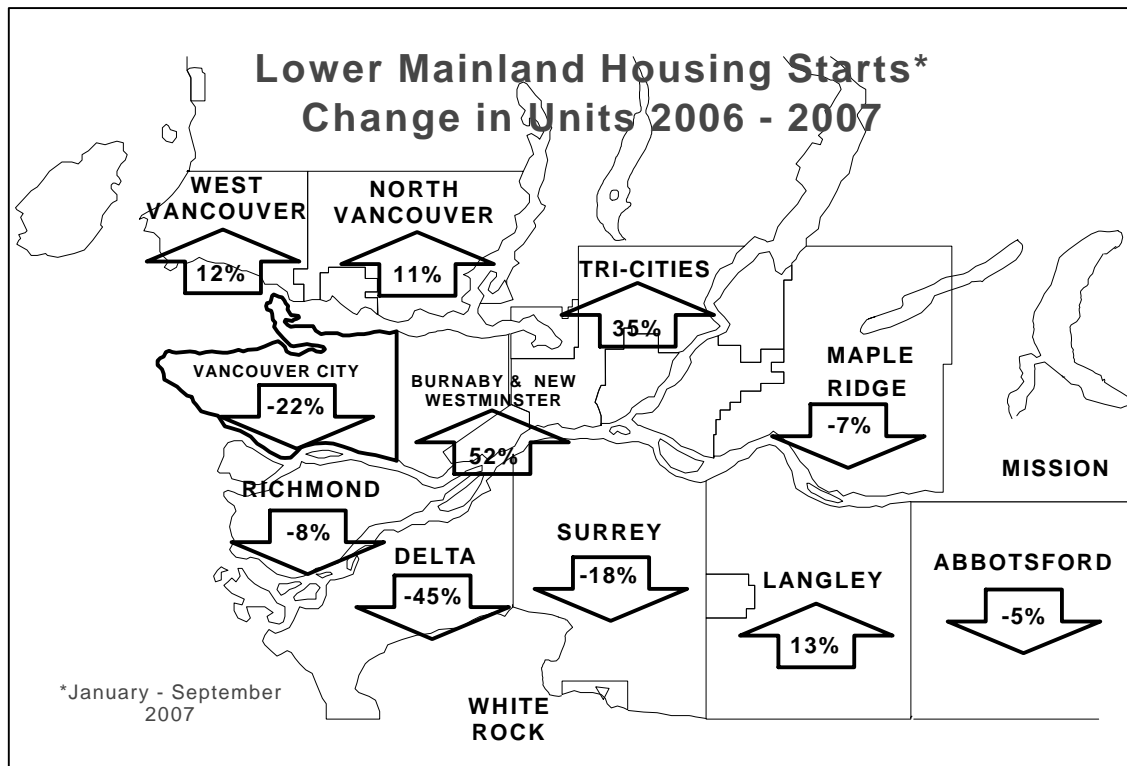 Lower Mainland Housing Starts*
Change in Units 2006 - 2007
WEST
VANCOUVER
12%
NORTH
VANCOUVER
11%
TRI-CITIES
35%
VANCOUVER CITY
-22%
BURNABY & NEW
WESTMINSTER
52%
MAPLE
RIDGE
-7%
MISSION
RICHMOND
-8%
DELTA
-45%
SURREY
-18%
LANGLEY
13%
ABBOTSFORD
-5%
WHITE
ROCK
*January - September
2007